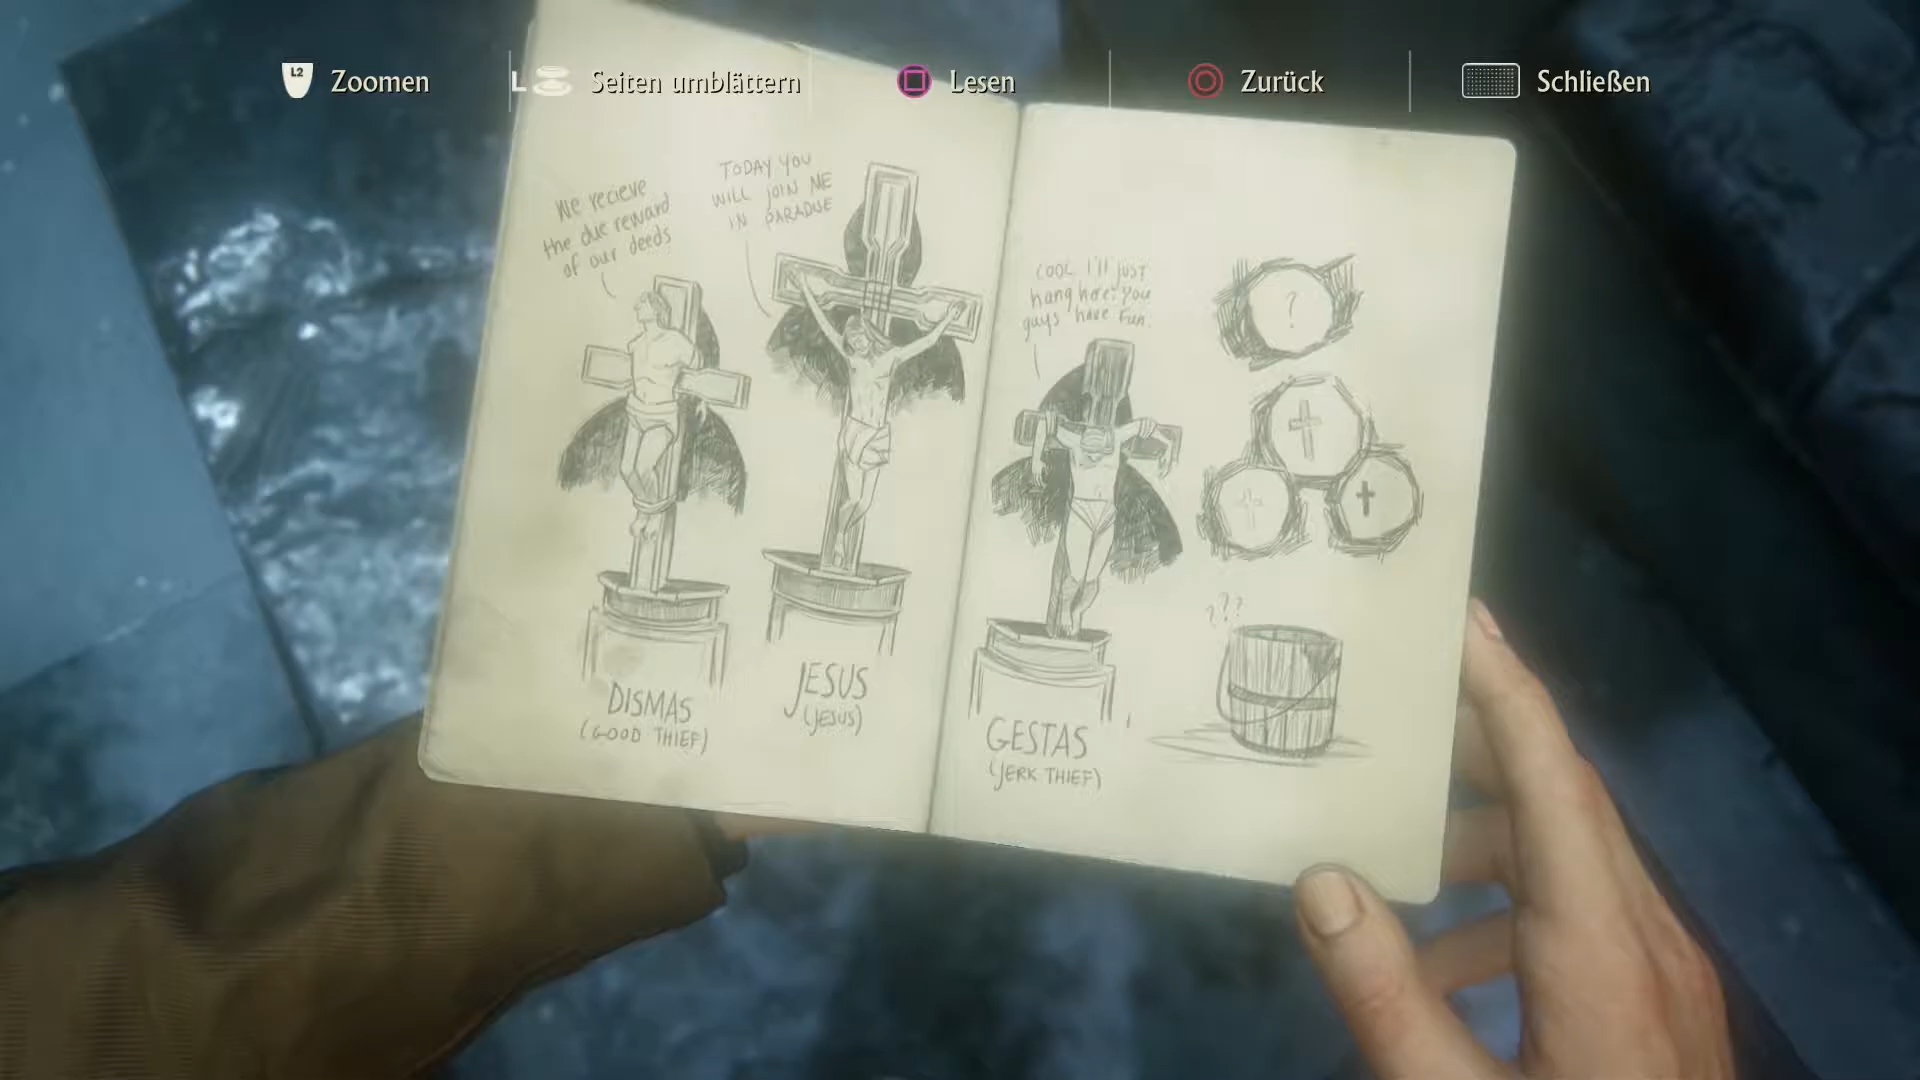 L2 Zoomen
L Seiten umblättern
Lesen
Zurück
Schließen
We recieve
the due reward
of our deeds
TODAY YOU
WILL JOIN ME
IN PARADISE
COOL I'll just
hang here. You
guys have fun.
?
???
DISMAS
(GOOD THIEF)
JESUS
(JESUS)
GESTAS
(JERK THIEF)